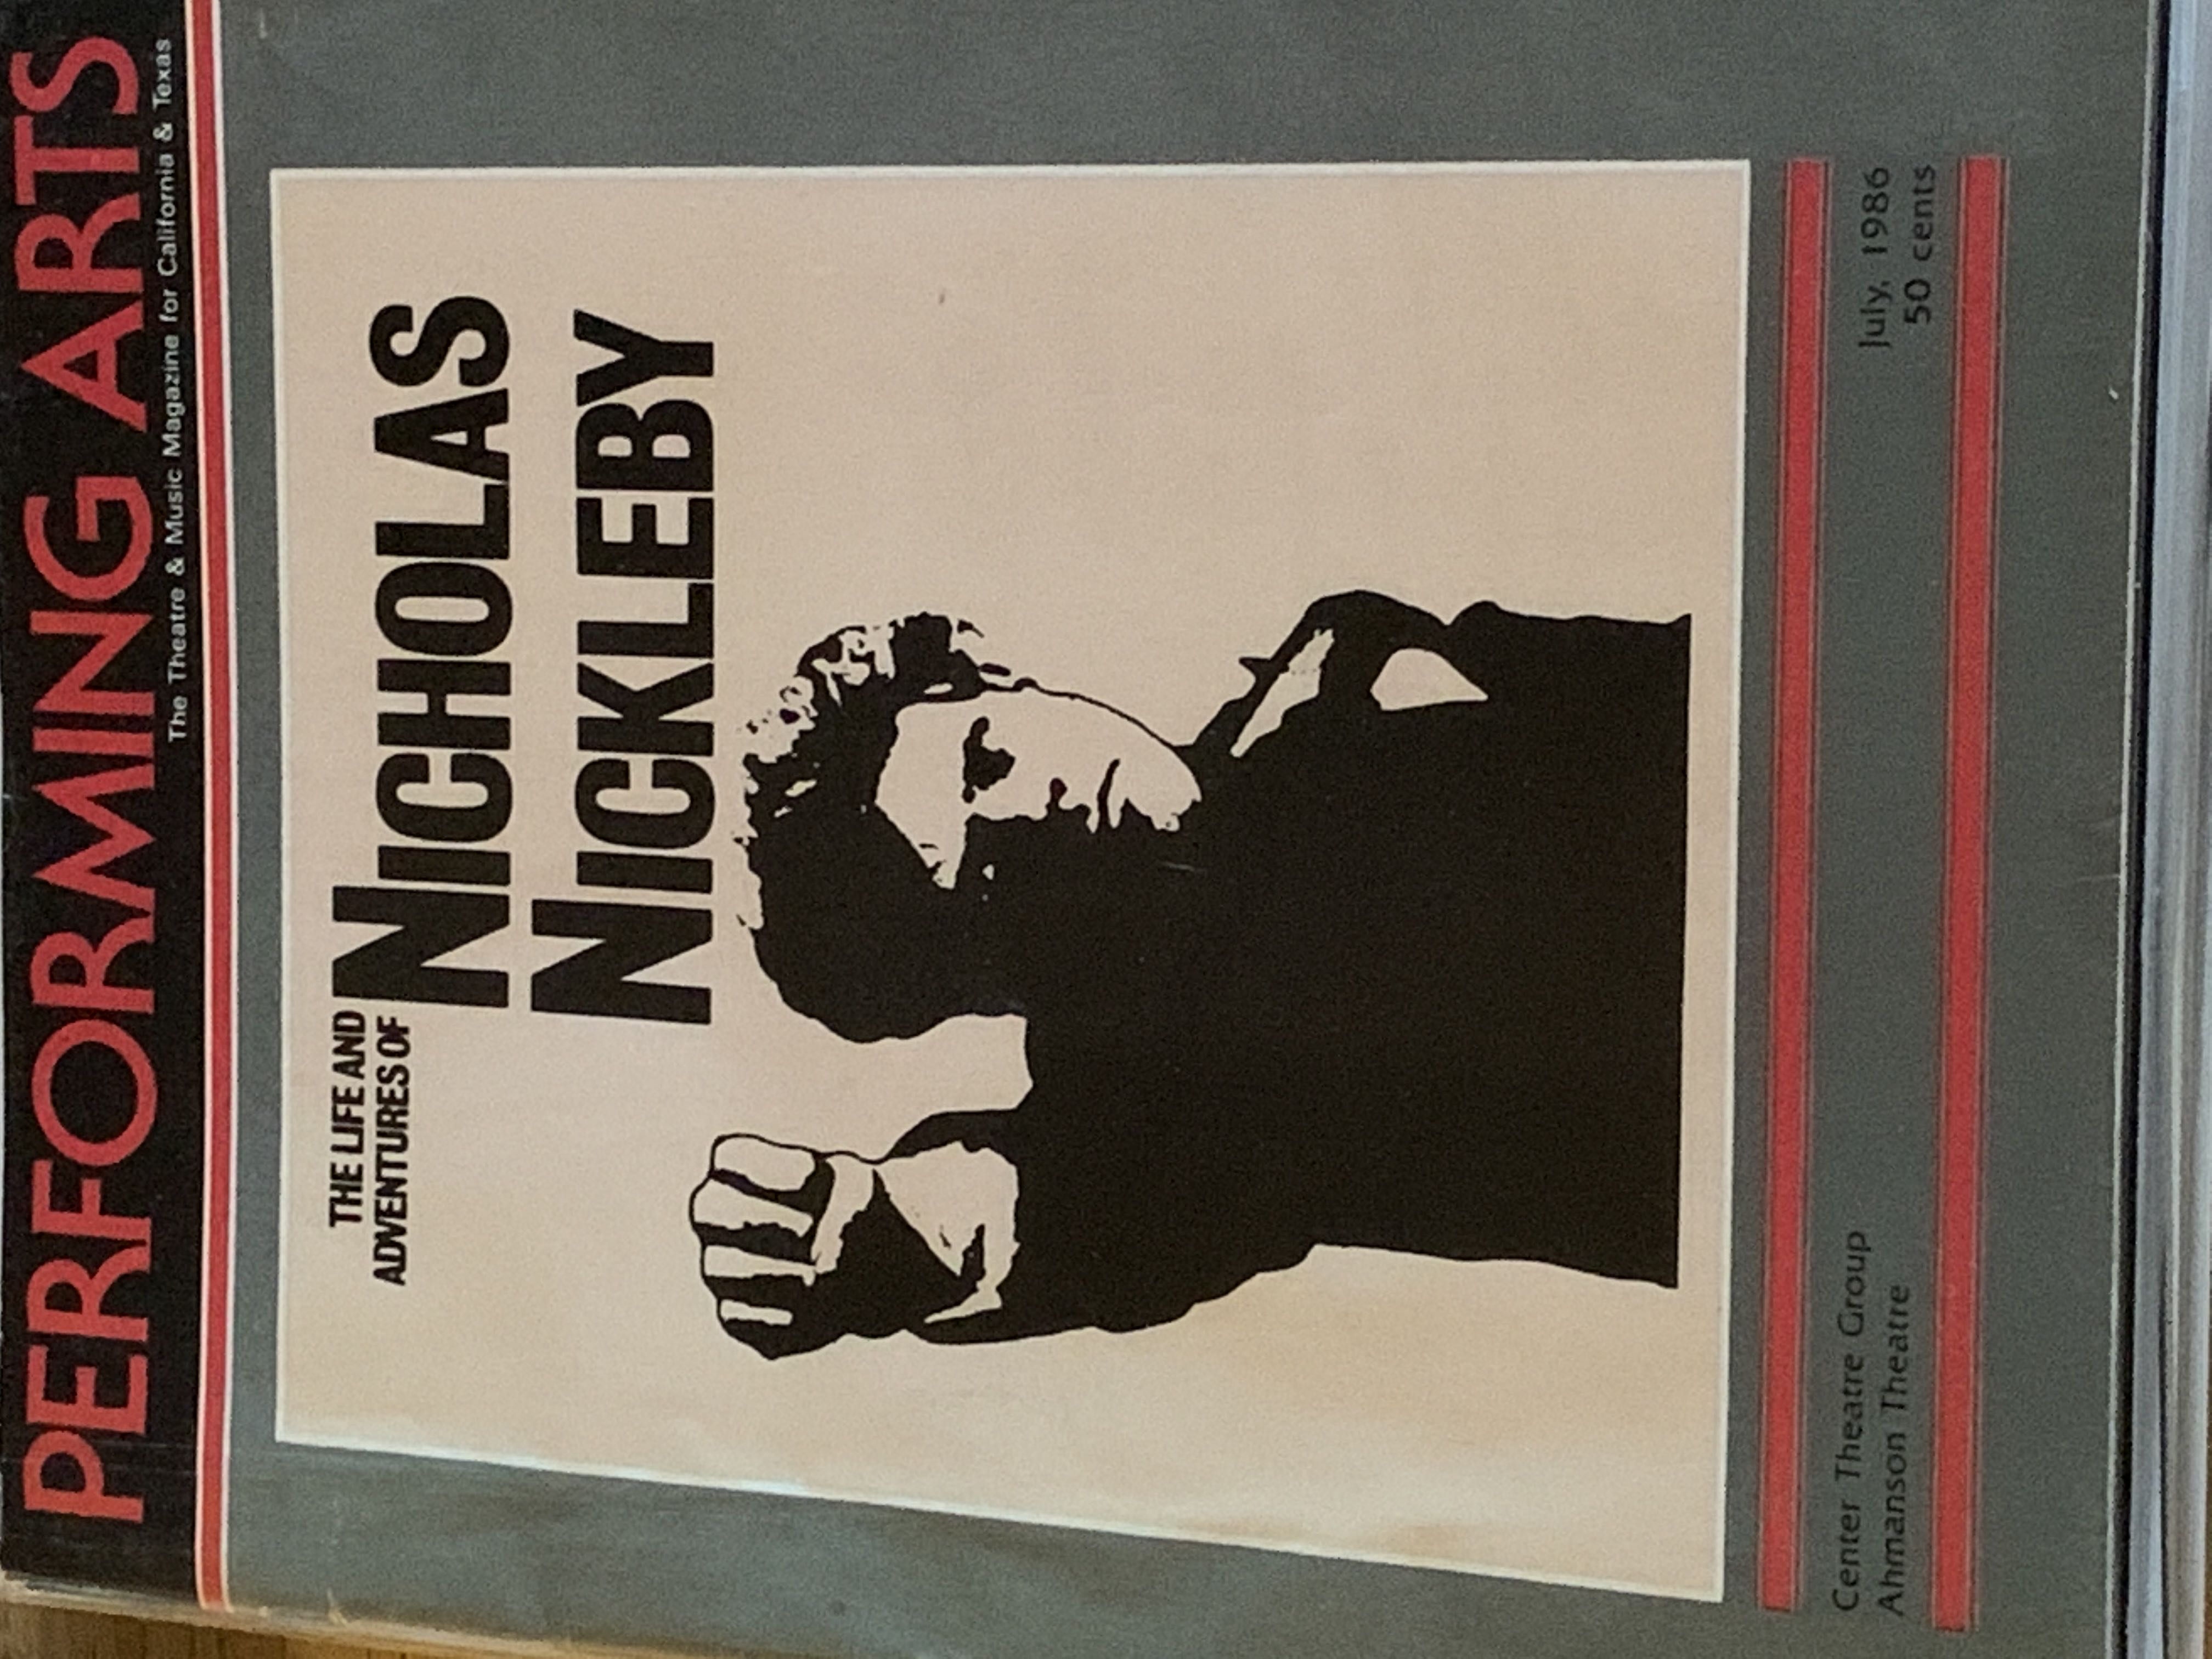 PERFORMING ARTS
The Theatre & Music Magazine for California & Texas
THE LIFE AND
ADVENTURES OF
NICHOLAS
NICKLEBY
Center Theatre Group
Ahmanson Theatre
July, 1986
50 cents